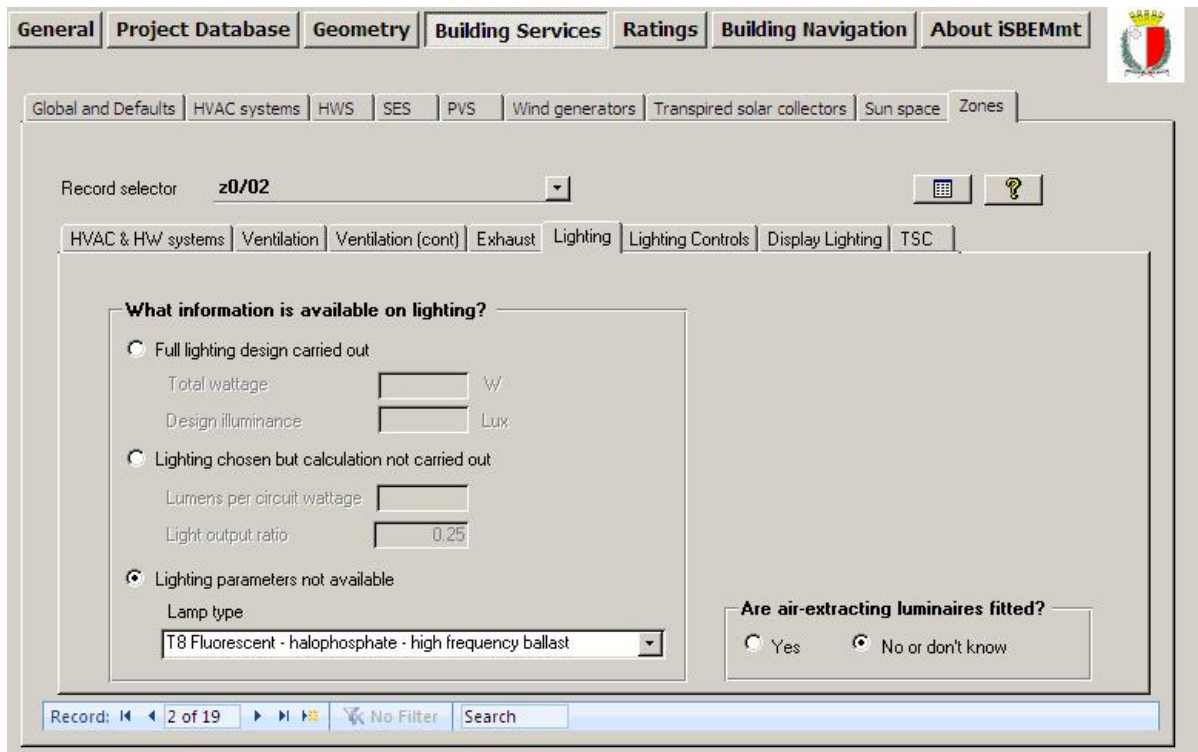 General Project Database Geometry Building Services Ratings Building Navigation About iSBEMmt
Global and Defaults HVAC systems HWS SES PVS Wind generators Transpired solar collectors Sun space Zones
Record selector z0/02
HVAC & HW systems Ventilation Ventilation (cont) Exhaust Lighting Lighting Controls Display Lighting TSC
What information is available on lighting?
Full lighting design carried out
Total wattage W
Design illuminance Lux
Lighting chosen but calculation not carried out
Lumens per circuit wattage
Light output ratio 0.25
Lighting parameters not available
Lamp type
T8 Fluorescent - halophosphate - high frequency ballast
Are air-extracting luminaires fitted?
Yes No or don't know
Record: 2 of 19 No Filter Search